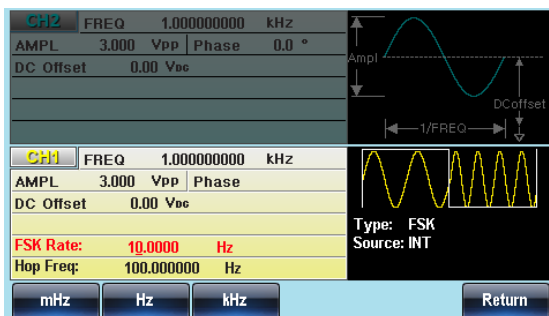 CH2 FREQ 1.000000000 kHz
AMPL 3.000 Vpp Phase 0.0 °
DC Offset 0.00 VDC
Ampl
DCoffset
1/FREQ
CH1 FREQ 1.000000000 kHz
AMPL 3.000 Vpp Phase
DC Offset 0.00 VDC
FSK Rate: 10.0000 Hz
Hop Freq: 100.000000 Hz
Type: FSK
Source: INT
mHz Hz kHz Return